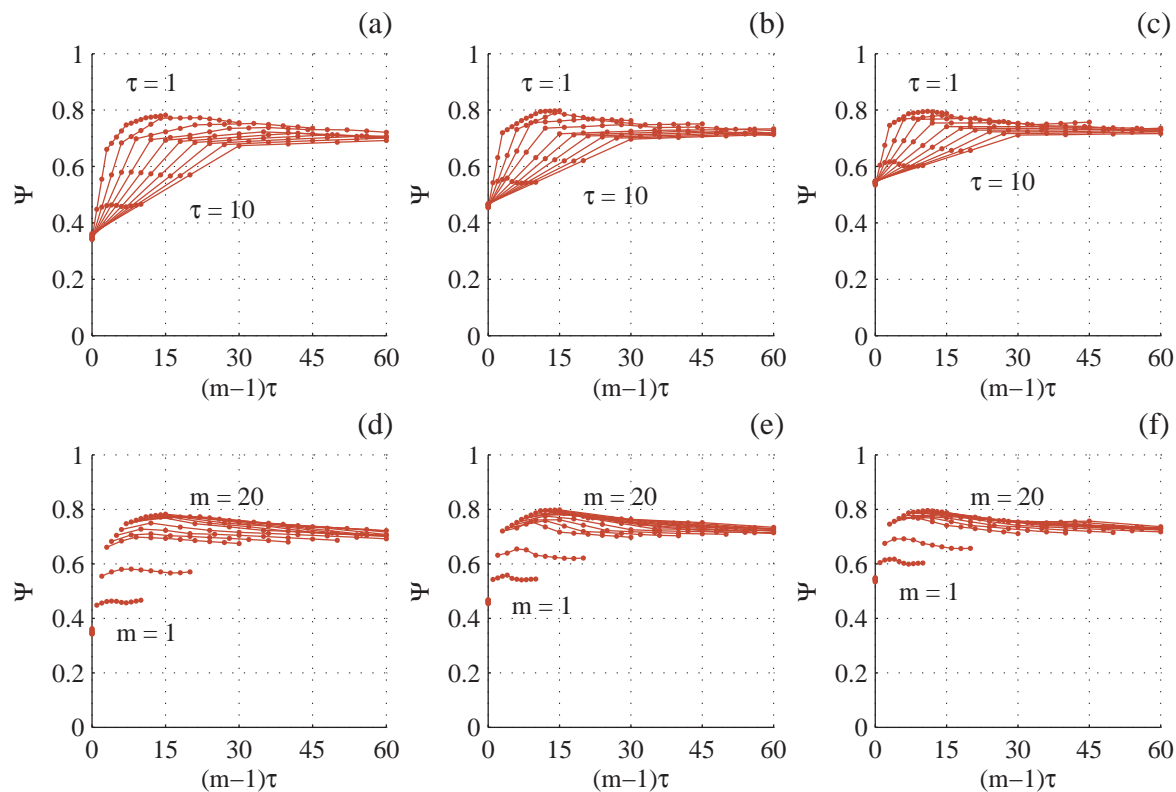 (a) (b) (c)
1 1 1
τ = 1 τ = 1 τ = 1
0.8 0.8 0.8
0.6 0.6 0.6
Ψ Ψ Ψ
τ = 10 τ = 10 τ = 10
0.4 0.4 0.4
0.2 0.2 0.2
0 0 0
0 15 30 45 60 0 15 30 45 60 0 15 30 45 60
(m−1)τ (m−1)τ (m−1)τ
(d) (e) (f)
1 1 1
m = 20 m = 20 m = 20
0.8 0.8 0.8
0.6 0.6 0.6
Ψ Ψ Ψ
m = 1 m = 1 m = 1
0.4 0.4 0.4
0.2 0.2 0.2
0 0 0
0 15 30 45 60 0 15 30 45 60 0 15 30 45 60
(m−1)τ (m−1)τ (m−1)τ